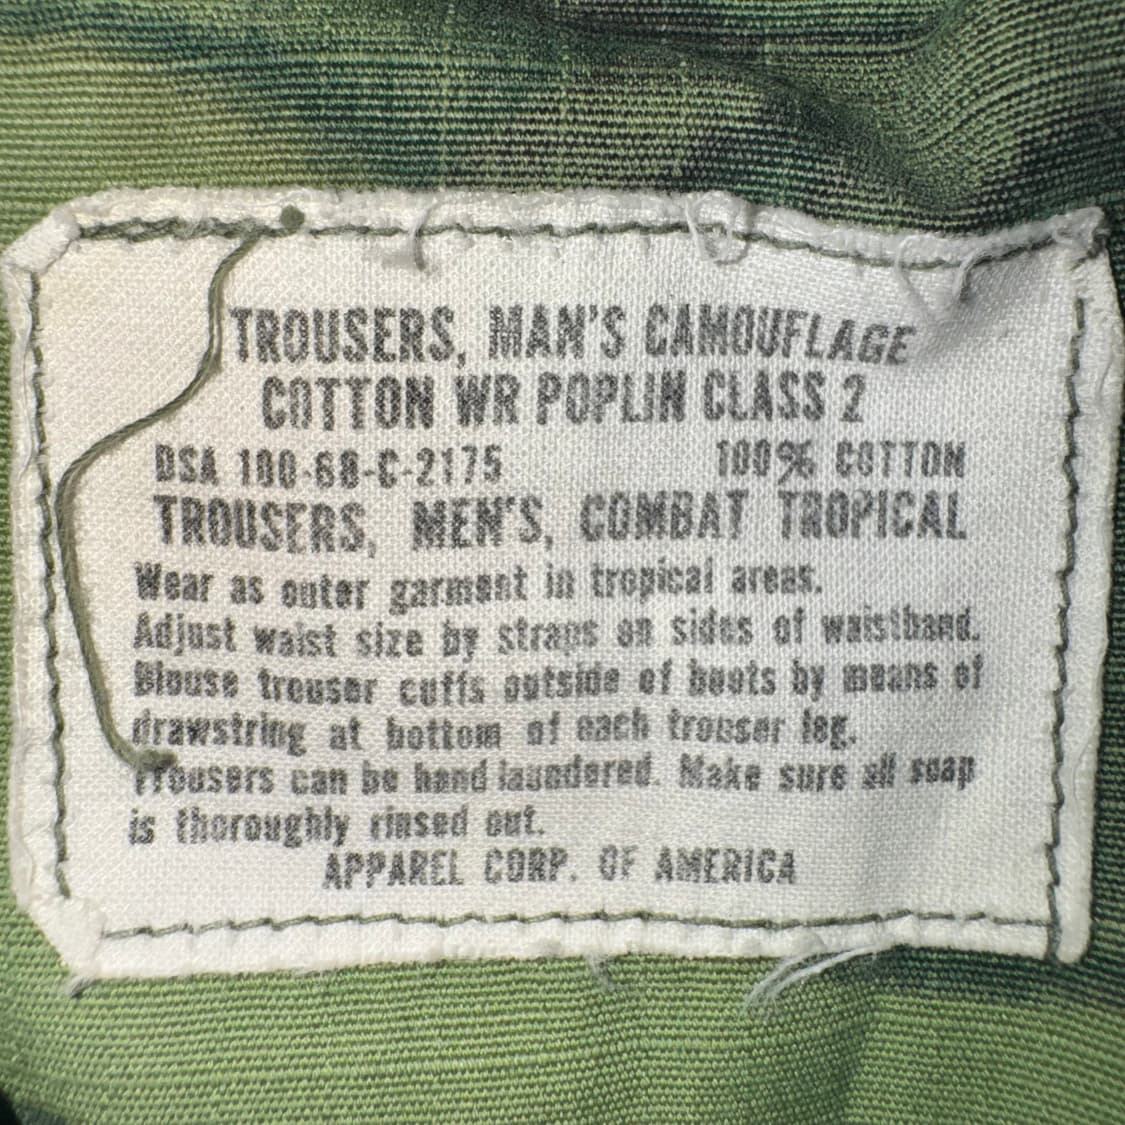 TROUSERS, MAN'S CAMOUFLAGE
COTTON WR POPLIN CLASS 2
DSA 100-68-C-2175 100% COTTON
TROUSERS, MEN'S, COMBAT TROPICAL
Wear as outer garment in tropical areas.
Adjust waist size by straps on sides of waistband.
Blouse trouser cuffs outside of boots by means of
drawstring at bottom of each trouser leg.
Trousers can be hand laundered. Make sure all soap
is thoroughly rinsed out.
APPAREL CORP. OF AMERICA